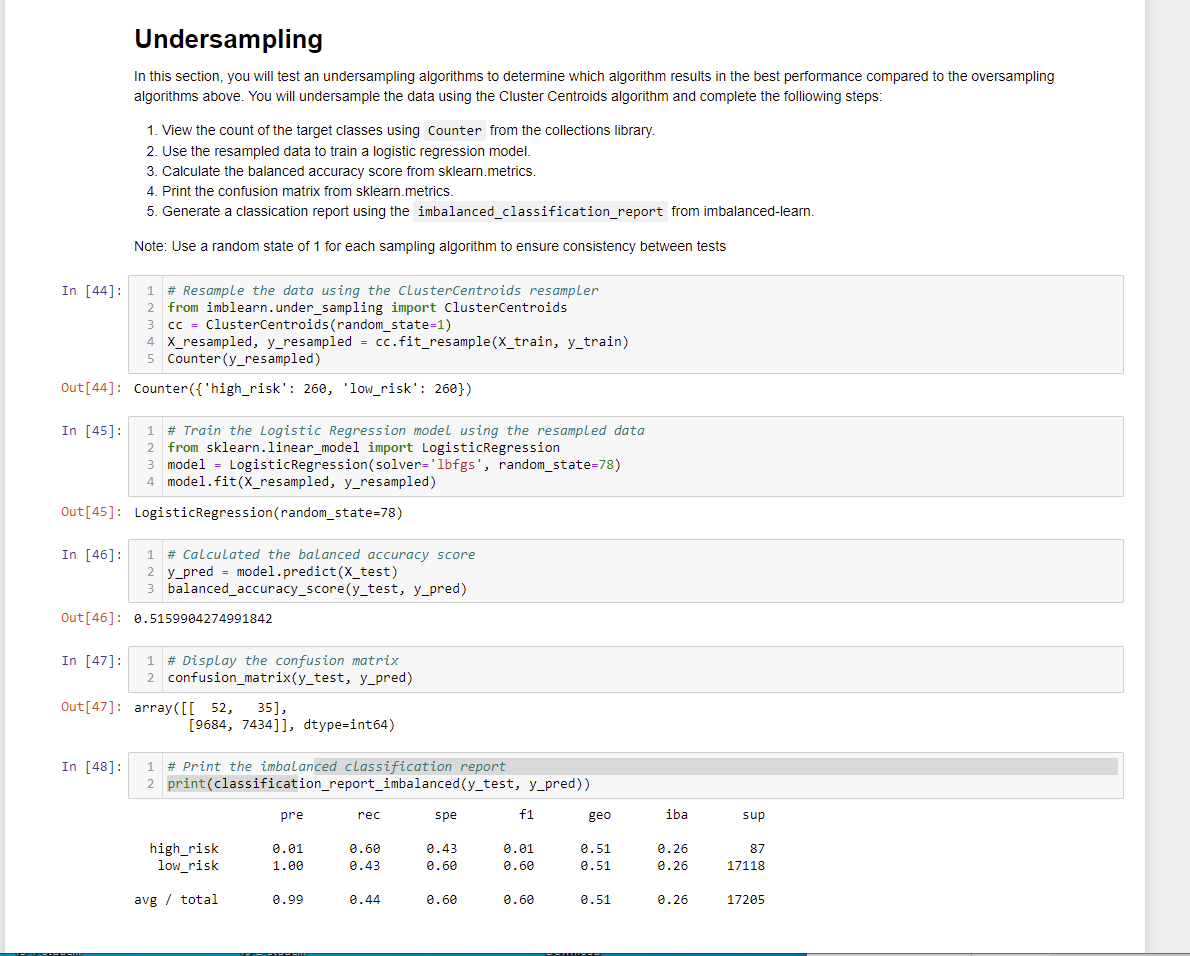 Undersampling
In this section, you will test an undersampling algorithms to determine which algorithm results in the best performance compared to the oversampling
algorithms above. You will undersample the data using the Cluster Centroids algorithm and complete the folliowing steps:
1. View the count of the target classes using Counter from the collections library.
2. Use the resampled data to train a logistic regression model.
3. Calculate the balanced accuracy score from sklearn.metrics.
4. Print the confusion matrix from sklearn.metrics.
5. Generate a classication report using the imbalanced_classification_report from imbalanced-learn.
Note: Use a random state of 1 for each sampling algorithm to ensure consistency between tests
In [44]:
1 # Resample the data using the ClusterCentroids resampler
2 from imblearn.under_sampling import ClusterCentroids
3 cc = ClusterCentroids(random_state=1)
4 X_resampled, y_resampled = cc.fit_resample(X_train, y_train)
5 Counter(y_resampled)
Out[44]: Counter({'high_risk': 260, 'low_risk': 260})
In [45]:
1 # Train the Logistic Regression model using the resampled data
2 from sklearn.linear_model import LogisticRegression
3 model = LogisticRegression(solver='lbfgs', random_state=78)
4 model.fit(X_resampled, y_resampled)
Out[45]: LogisticRegression(random_state=78)
In [46]:
1 # Calculated the balanced accuracy score
2 y_pred = model.predict(X_test)
3 balanced_accuracy_score(y_test, y_pred)
Out[46]: 0.5159904274991842
In [47]:
1 # Display the confusion matrix
2 confusion_matrix(y_test, y_pred)
Out[47]: array([[ 52, 35],
[9684, 7434]], dtype=int64)
In [48]:
1 # Print the imbalanced classification report
2 print(classification_report_imbalanced(y_test, y_pred))
pre rec spe f1 geo iba sup
high_risk 0.01 0.60 0.43 0.01 0.51 0.26 87
low_risk 1.00 0.43 0.60 0.60 0.51 0.26 17118
avg / total 0.99 0.44 0.60 0.60 0.51 0.26 17205